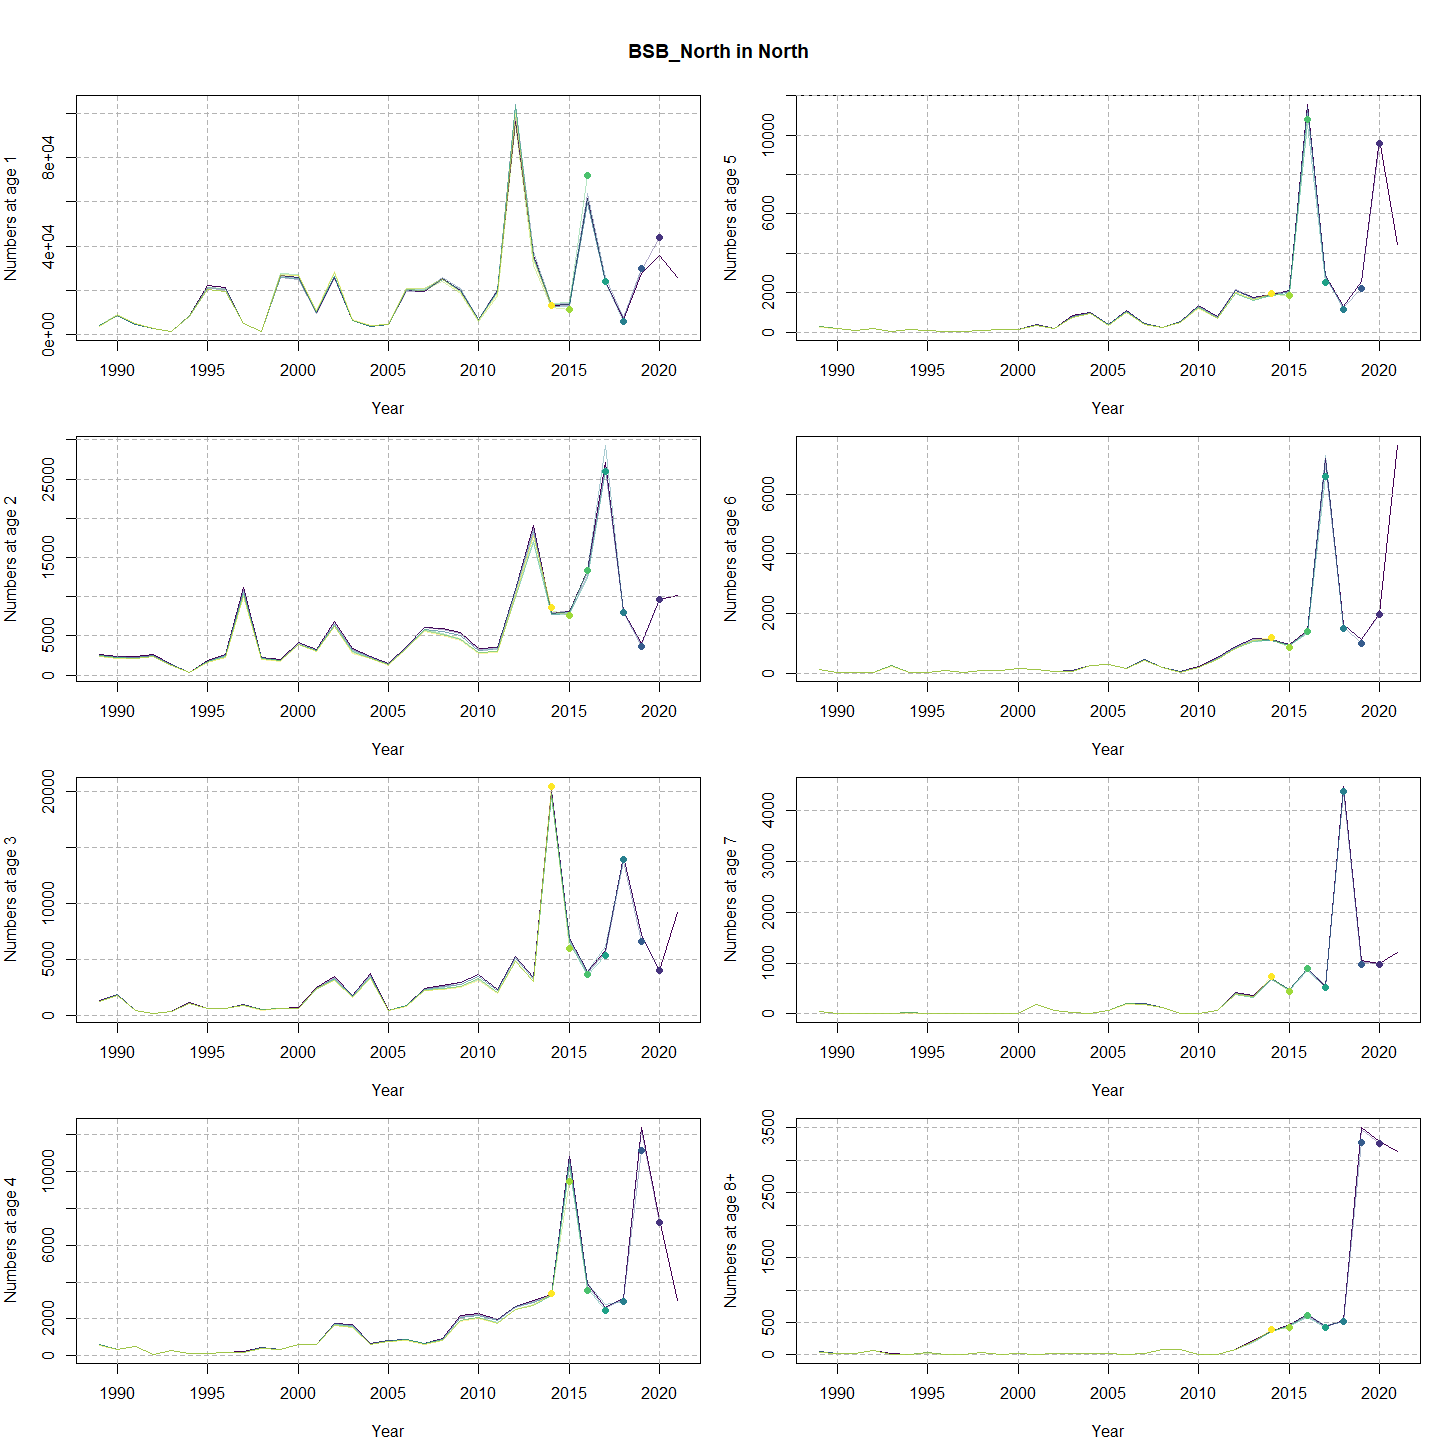 BSB_North in North
Numbers at age 1
0e+00 4e+04 8e+04
1990 1995 2000 2005 2010 2015 2020
Year
Numbers at age 5
0 2000 6000 10000
1990 1995 2000 2005 2010 2015 2020
Year
Numbers at age 2
0 5000 15000 25000
1990 1995 2000 2005 2010 2015 2020
Year
Numbers at age 6
0 2000 4000 6000
1990 1995 2000 2005 2010 2015 2020
Year
Numbers at age 3
0 5000 10000 20000
1990 1995 2000 2005 2010 2015 2020
Year
Numbers at age 7
0 1000 2000 3000 4000
1990 1995 2000 2005 2010 2015 2020
Year
Numbers at age 4
0 2000 6000 10000
1990 1995 2000 2005 2010 2015 2020
Year
Numbers at age 8+
0 500 1500 2500 3500
1990 1995 2000 2005 2010 2015 2020
Year